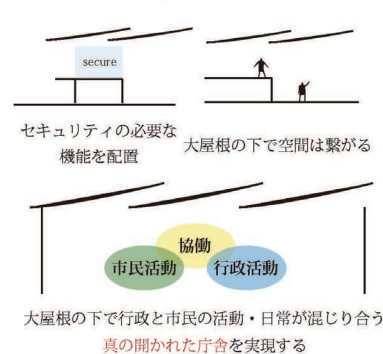 secure
セキュリティの必要な
機能を配置
大屋根の下で空間は繋がる
協働
市民活動
行政活動
大屋根の下で行政と市民の活動・日常が混じり合う
真の開かれた庁舎を実現する